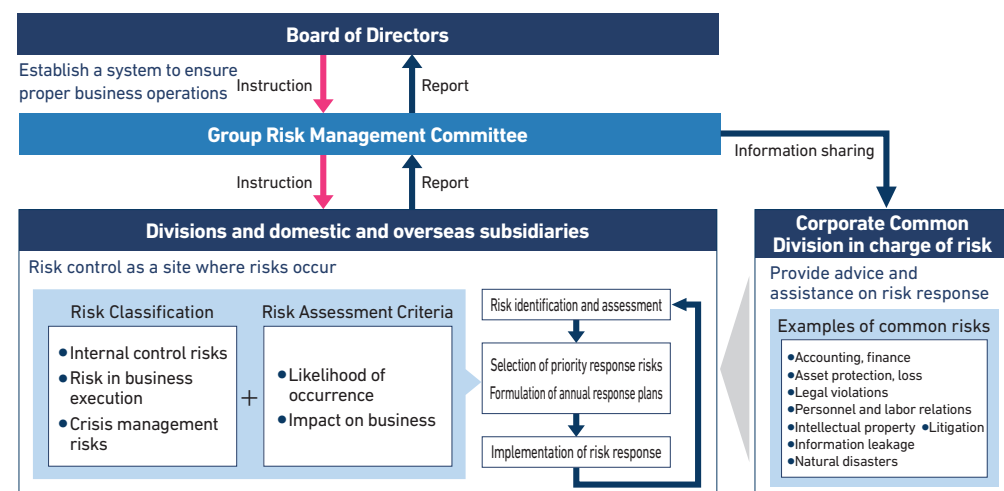 Board of Directors
Establish a system to ensure
proper business operations
Instruction
Report
Group Risk Management Committee
Information sharing
Instruction
Report
Divisions and domestic and overseas subsidiaries
Risk control as a site where risks occur
Risk Classification
●Internal control risks
●Risk in business
execution
●Crisis management
risks
+
Risk Assessment Criteria
●Likelihood of
occurrence
●Impact on business
Risk identification and assessment
Selection of priority response risks
Formulation of annual response plans
Implementation of risk response
Corporate Common
Division in charge of risk
Provide advice and
assistance on risk response
Examples of common risks
●Accounting, finance
●Asset protection, loss
●Legal violations
●Personnel and labor relations
●Intellectual property ●Litigation
●Information leakage
●Natural disasters